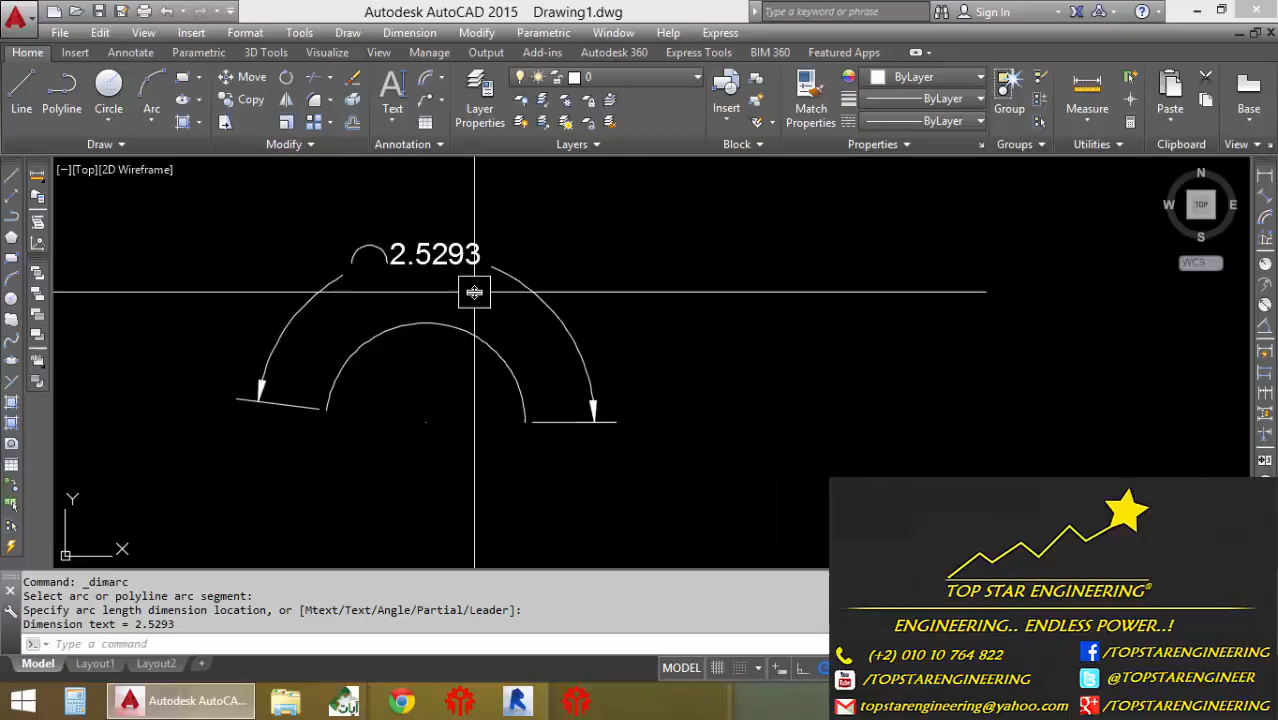 Autodesk AutoCAD 2015 Drawing1.dwg
Type a keyword or phrase
Sign In
File Edit View Insert Format Tools Draw Dimension Modify Parametric Window Help Express
Home Insert Annotate Parametric 3D Tools Visualize View Manage Output Add-ins Autodesk 360 Express Tools BIM 360 Featured Apps
Line Polyline Circle Arc
Move
Copy
Text
Layer
Properties
0
Insert
Match
Properties
ByLayer
ByLayer
ByLayer
Group
Measure
Paste
Base
Draw Modify Annotation Layers Block Properties Groups Utilities Clipboard View
[−][Top][2D Wireframe]
N
W TOP E
S
WCS
2.5293
Y
X
Command: _dimarc
Select arc or polyline arc segment:
Specify arc length dimension location, or [Mtext/Text/Angle/Partial/Leader]:
Dimension text = 2.5293
Type a command
Model Layout1 Layout2 +
MODEL
Autodesk AutoCA...
TOP STAR ENGINEERING®
ENGINEERING.. ENDLESS POWER..!
(+2) 010 10 764 822
/TOPSTARENGINEERING
/TOPSTARENGINEERING
@TOPSTARENGINEER
topstarengineering@yahoo.com
/TOPSTARENGINEERING